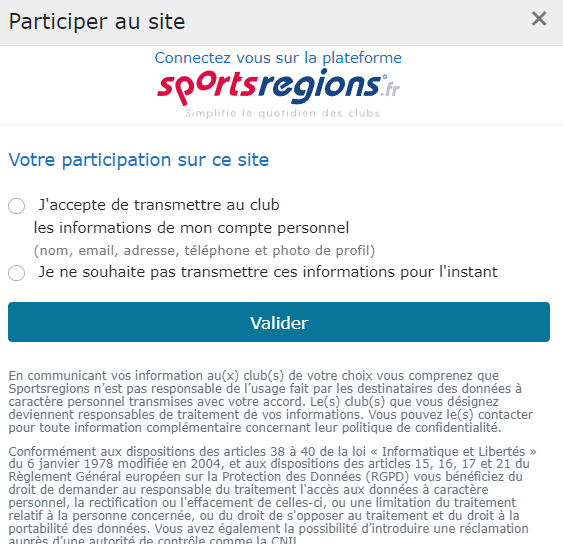 Participer au site
×
Connectez vous sur la plateforme
sportsregions.fr
Simplifie le quotidien des clubs
Votre participation sur ce site
J'accepte de transmettre au club
les informations de mon compte personnel
(nom, email, adresse, téléphone et photo de profil)
Je ne souhaite pas transmettre ces informations pour l'instant
Valider
En communicant vos information au(x) club(s) de votre choix vous comprenez que
Sportsregions n’est pas responsable de l’usage fait par les destinataires des données à
caractère personnel transmises avec votre accord. Le(s) club(s) que vous désignez
deviennent responsables de traitement de vos informations. Vous pouvez le(s) contacter
pour toute information complémentaire concernant leur politique de confidentialité.
Conformément aux dispositions des articles 38 à 40 de la loi « Informatique et Libertés »
du 6 janvier 1978 modifiée en 2004, et aux dispositions des articles 15, 16, 17 et 21 du
Règlement Général européen sur la Protection des Données (RGPD) vous bénéficiez du
droit de demander au responsable du traitement l'accès aux données à caractère
personnel, la rectification ou l'effacement de celles-ci, ou une limitation du traitement
relatif à la personne concernée, ou du droit de s'opposer au traitement et du droit à la
portabilité des données. Vous avez également la possibilité d’introduire une réclamation
auprès d’une autorité de contrôle comme la CNIL